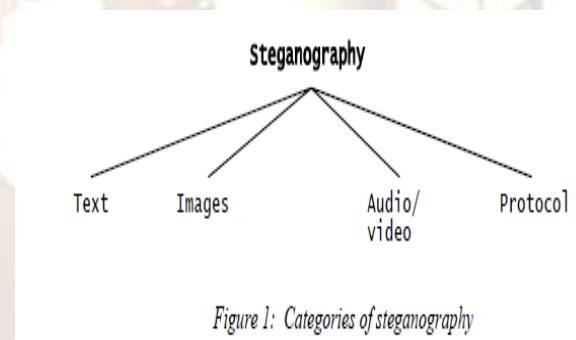 Steganography
Text Images Audio/ Protocol
video
Figure 1: Categories of steganography